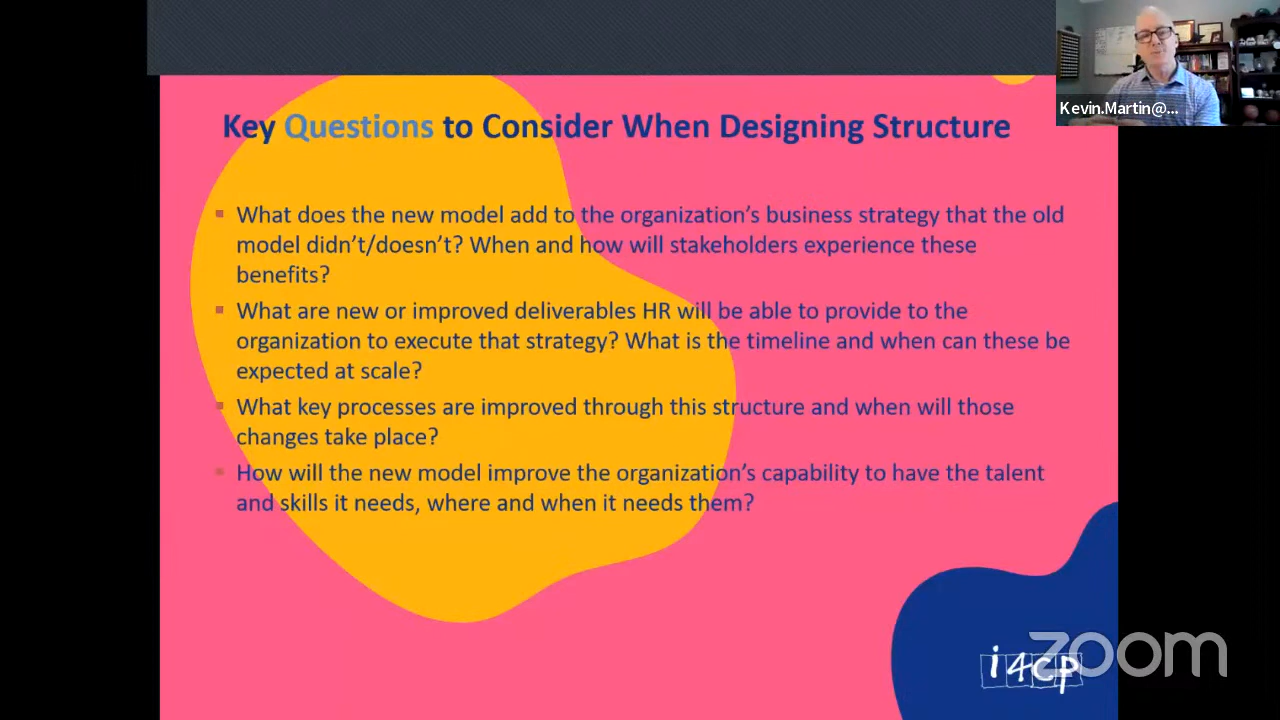 Kevin.Martin@...
Key Questions to Consider When Designing Structure
What does the new model add to the organization's business strategy that the old
model didn't/doesn't? When and how will stakeholders experience these
benefits?
What are new or improved deliverables HR will be able to provide to the
organization to execute that strategy? What is the timeline and when can these be
expected at scale?
What key processes are improved through this structure and when will those
changes take place?
How will the new model improve the organization's capability to have the talent
and skills it needs, where and when it needs them?
zoom
i4cp